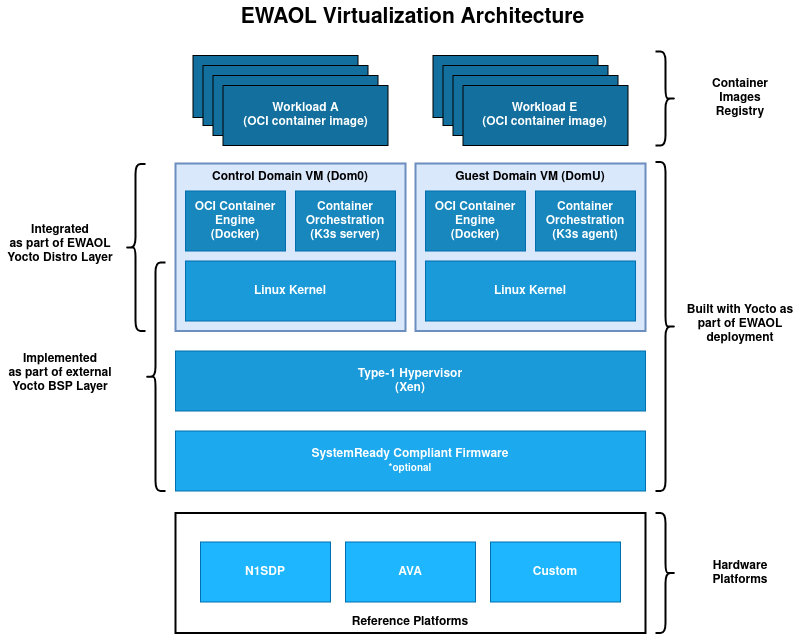 EWAOL Virtualization Architecture
Workload A
(OCI container image)
Workload E
(OCI container image)
Container
Images
Registry
Control Domain VM (Dom0)
OCI Container
Engine
(Docker)
Container
Orchestration
(K3s server)
Linux Kernel
Guest Domain VM (DomU)
OCI Container
Engine
(Docker)
Container
Orchestration
(K3s agent)
Linux Kernel
Integrated
as part of EWAOL
Yocto Distro Layer
Implemented
as part of external
Yocto BSP Layer
Built with Yocto as
part of EWAOL
deployment
Type-1 Hypervisor
(Xen)
SystemReady Compliant Firmware
*optional
N1SDP
AVA
Custom
Reference Platforms
Hardware
Platforms